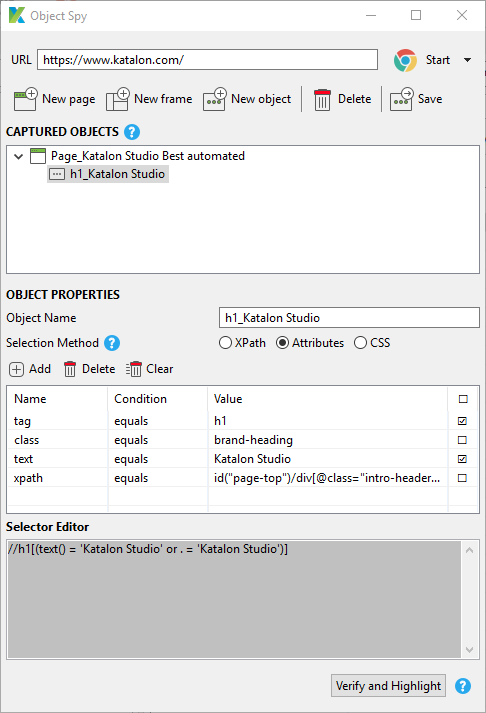 Object Spy
URL https://www.katalon.com/ Start
New page New frame New object Delete Save
CAPTURED OBJECTS ?
Page_Katalon Studio Best automated
h1_Katalon Studio
OBJECT PROPERTIES
Object Name h1_Katalon Studio
Selection Method ? XPath Attributes CSS
Add Delete Clear
Name Condition Value
tag equals h1
class equals brand-heading
text equals Katalon Studio
xpath equals id("page-top")/div[@class="intro-header...
Selector Editor
//h1[(text() = 'Katalon Studio' or . = 'Katalon Studio')]
Verify and Highlight ?